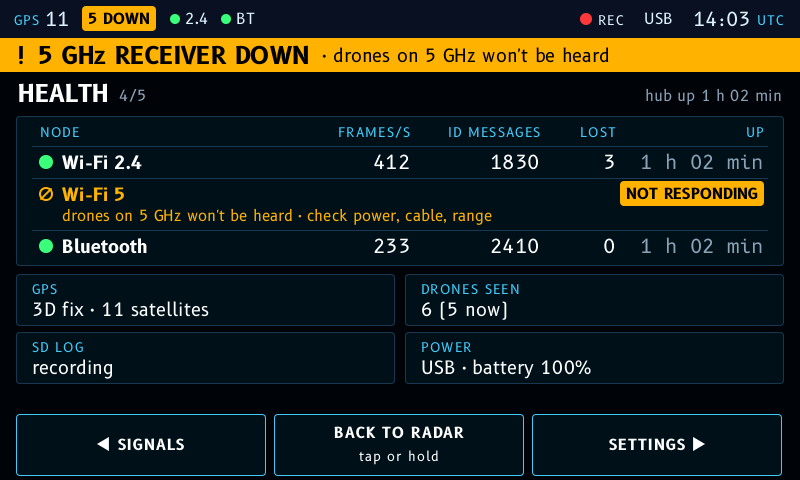 GPS 11 5 DOWN 2.4 BT REC USB 14:03 UTC
! 5 GHz RECEIVER DOWN · drones on 5 GHz won't be heard
HEALTH 4/5 hub up 1 h 02 min
NODE FRAMES/S ID MESSAGES LOST UP
Wi-Fi 2.4 412 1830 3 1 h 02 min
Wi-Fi 5 NOT RESPONDING
drones on 5 GHz won't be heard · check power, cable, range
Bluetooth 233 2410 0 1 h 02 min
GPS
3D fix · 11 satellites
DRONES SEEN
6 (5 now)
SD LOG
recording
POWER
USB · battery 100%
◀ SIGNALS
BACK TO RADAR
tap or hold
SETTINGS ▶